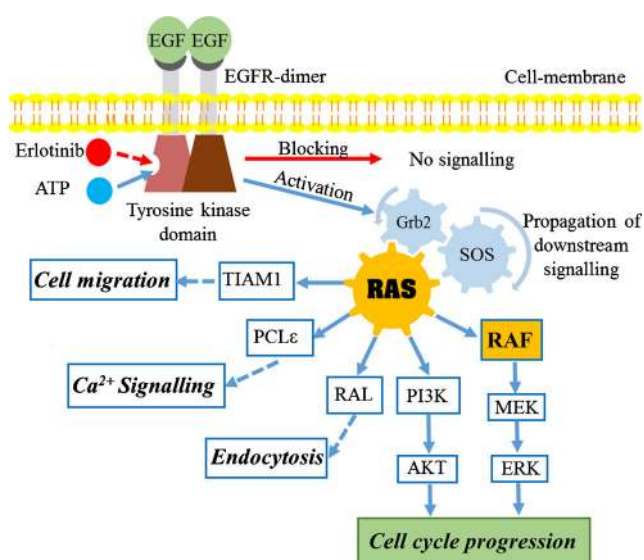 EGF EGF
EGFR-dimer
Cell-membrane
Erlotinib
Blocking
No signalling
ATP
Activation
Tyrosine kinase
domain
Grb2
SOS
Propagation of
downstream
signalling
Cell migration
TIAM1
RAS
PCLε
RAF
Ca²⁺ Signalling
RAL
PI3K
MEK
Endocytosis
AKT
ERK
Cell cycle progression